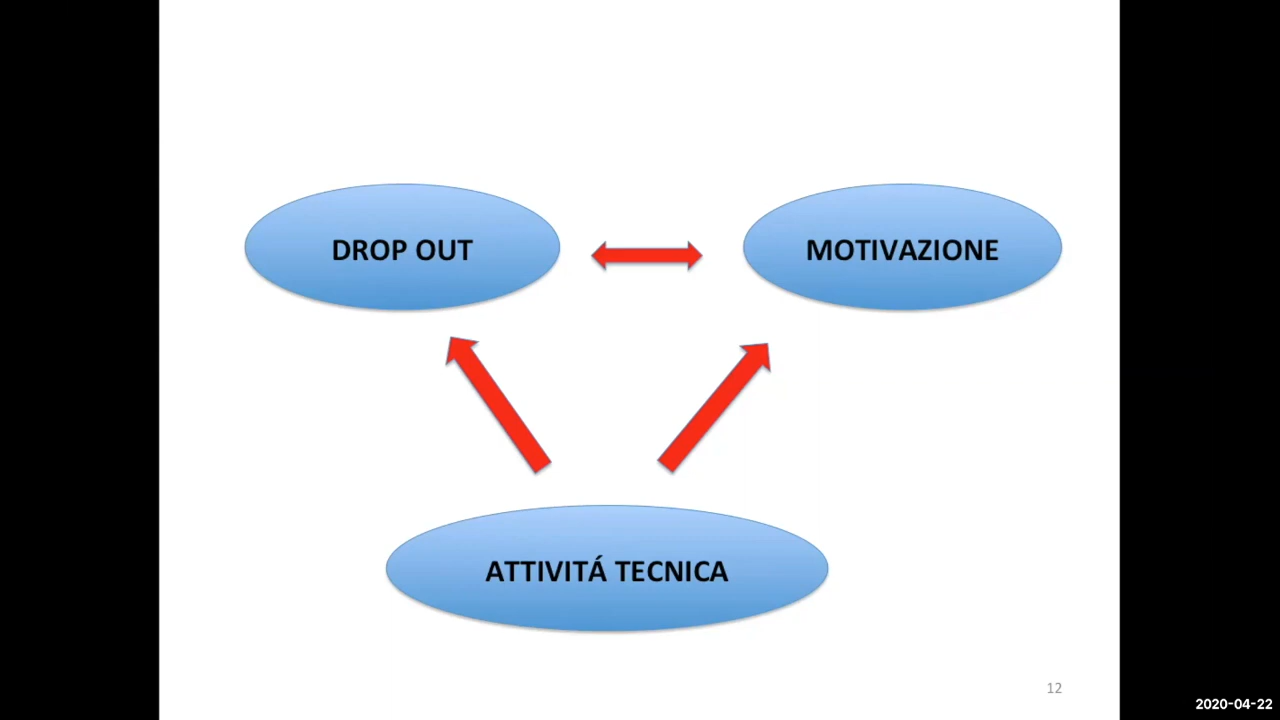 DROP OUT
MOTIVAZIONE
ATTIVITÁ TECNICA
12
2020-04-22